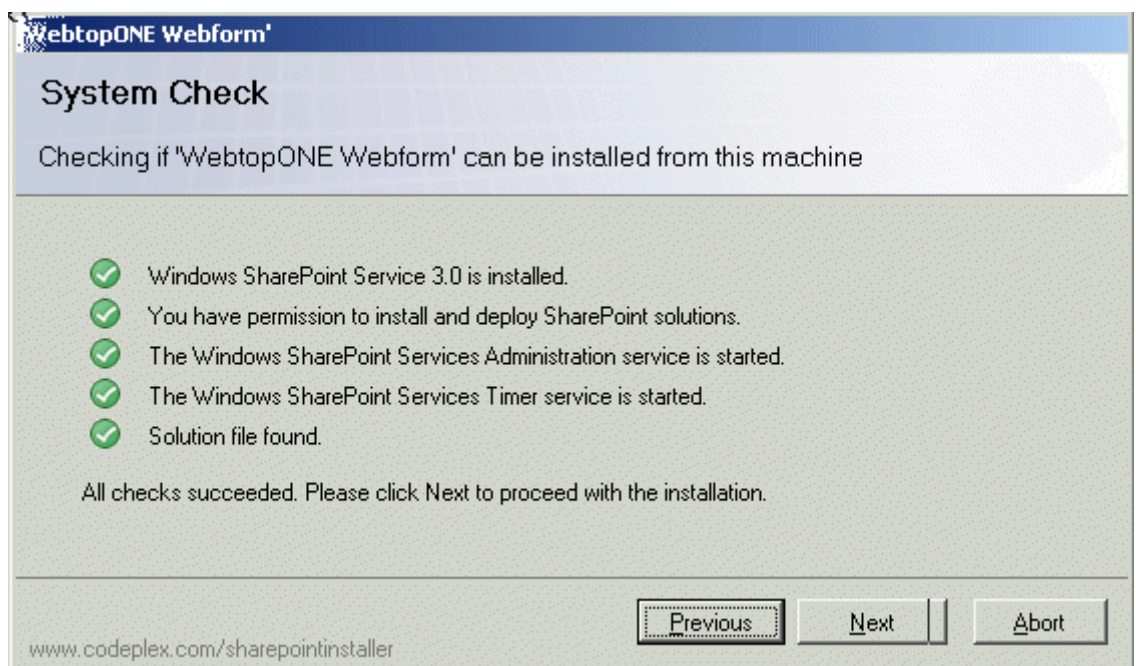 WebtopONE Webform'
System Check
Checking if 'WebtopONE Webform' can be installed from this machine
Windows SharePoint Service 3.0 is installed.
You have permission to install and deploy SharePoint solutions.
The Windows SharePoint Services Administration service is started.
The Windows SharePoint Services Timer service is started.
Solution file found.
All checks succeeded. Please click Next to proceed with the installation.
Previous Next Abort
www.codeplex.com/sharepointinstaller